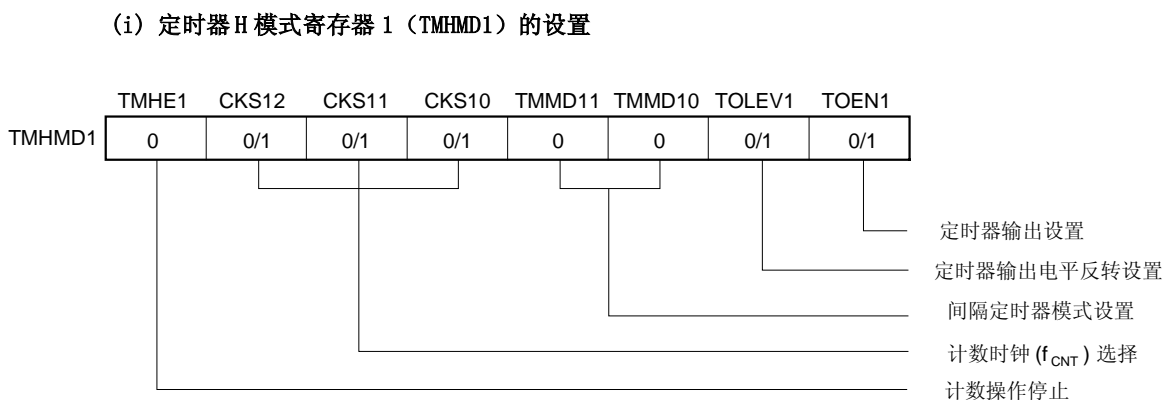 (i) 定时器 H 模式寄存器 1（TMHMD1）的设置
TMHE1 CKS12 CKS11 CKS10 TMMD11 TMMD10 TOLEV1 TOEN1
TMHMD1 0 0/1 0/1 0/1 0 0 0/1 0/1
定时器输出设置
定时器输出电平反转设置
间隔定时器模式设置
计数时钟 (fCNT) 选择
计数操作停止